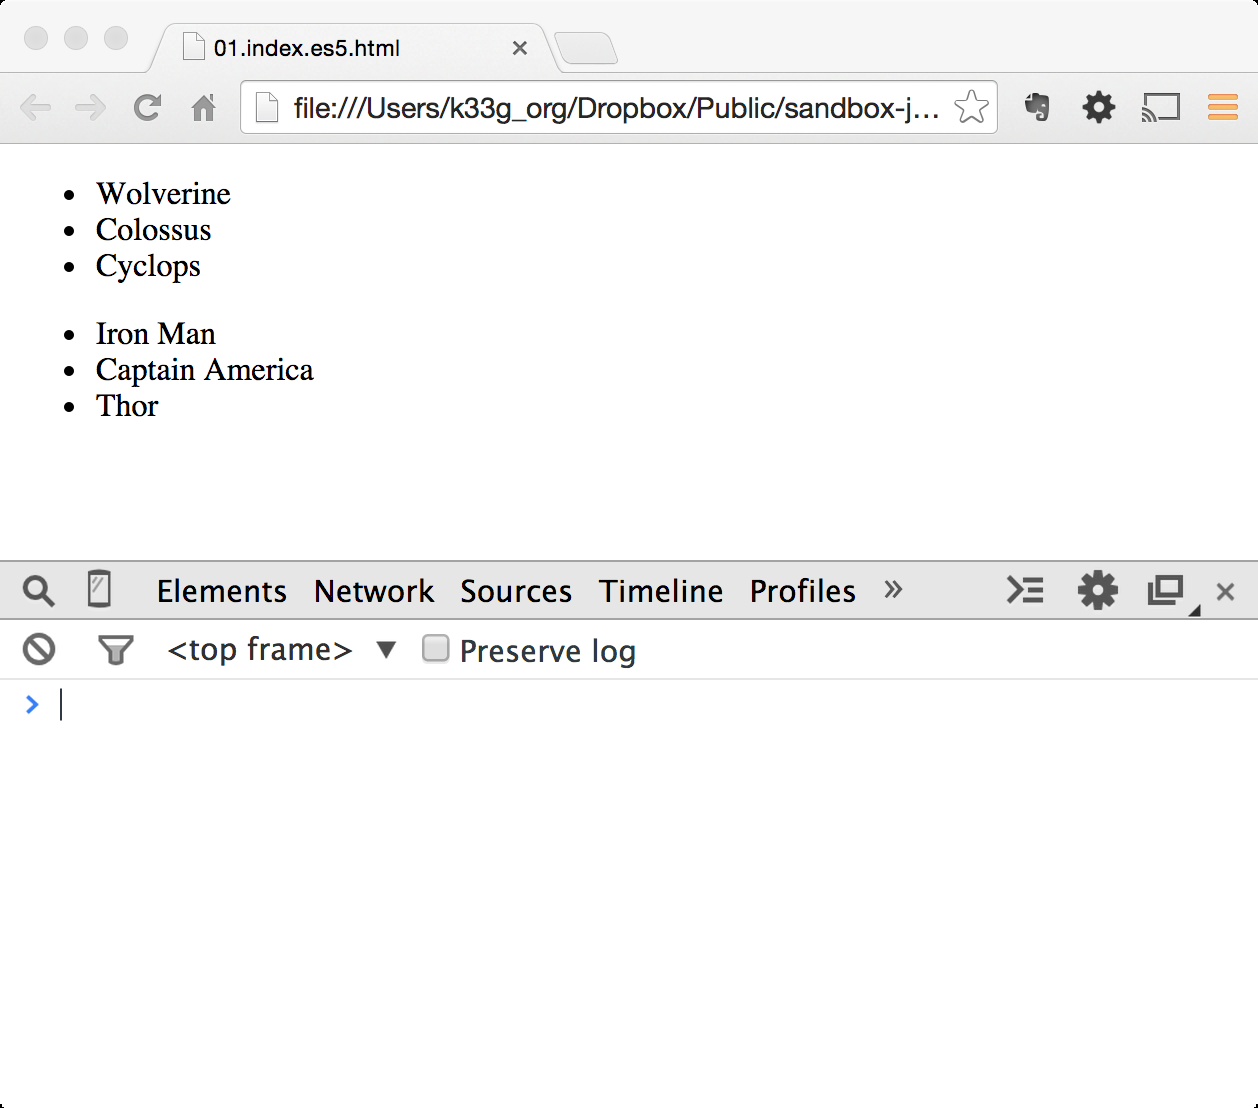 01.index.es5.html
file:///Users/k33g_org/Dropbox/Public/sandbox-j...
• Wolverine
• Colossus
• Cyclops
• Iron Man
• Captain America
• Thor
Elements Network Sources Timeline Profiles »
<top frame> ▼ Preserve log
>